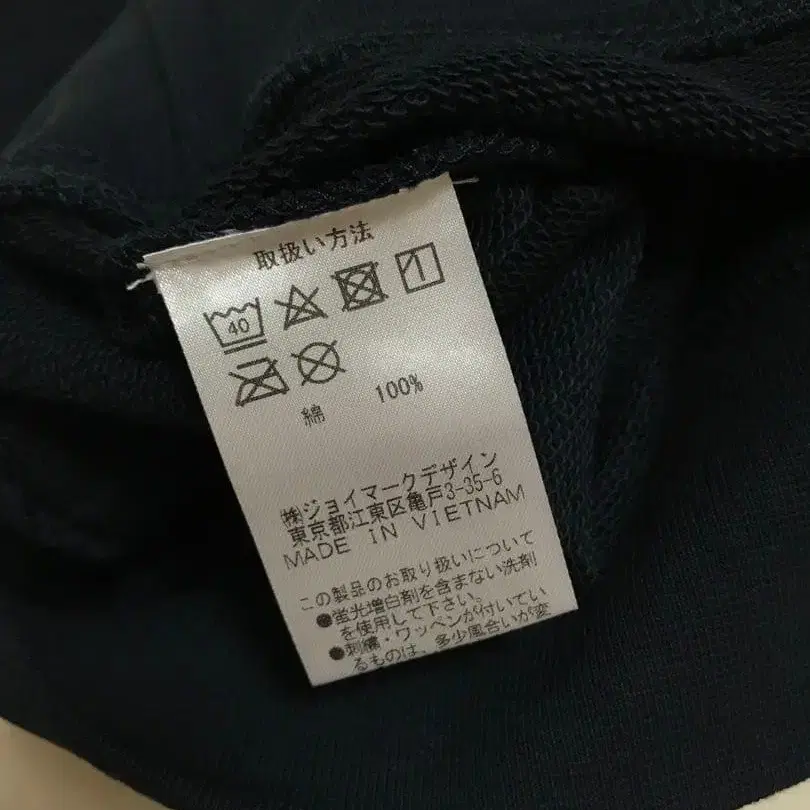 取扱い方法
40
綿 100%
㈱ジョイマークデザイン
東京都江東区亀戸3-35-6
MADE IN VIETNAM
この製品のお取り扱いについて
●蛍光増白剤を含まない洗剤
を使用して下さい。
●刺繍・ワッペンが付いてい
るものは、多少風合いが変